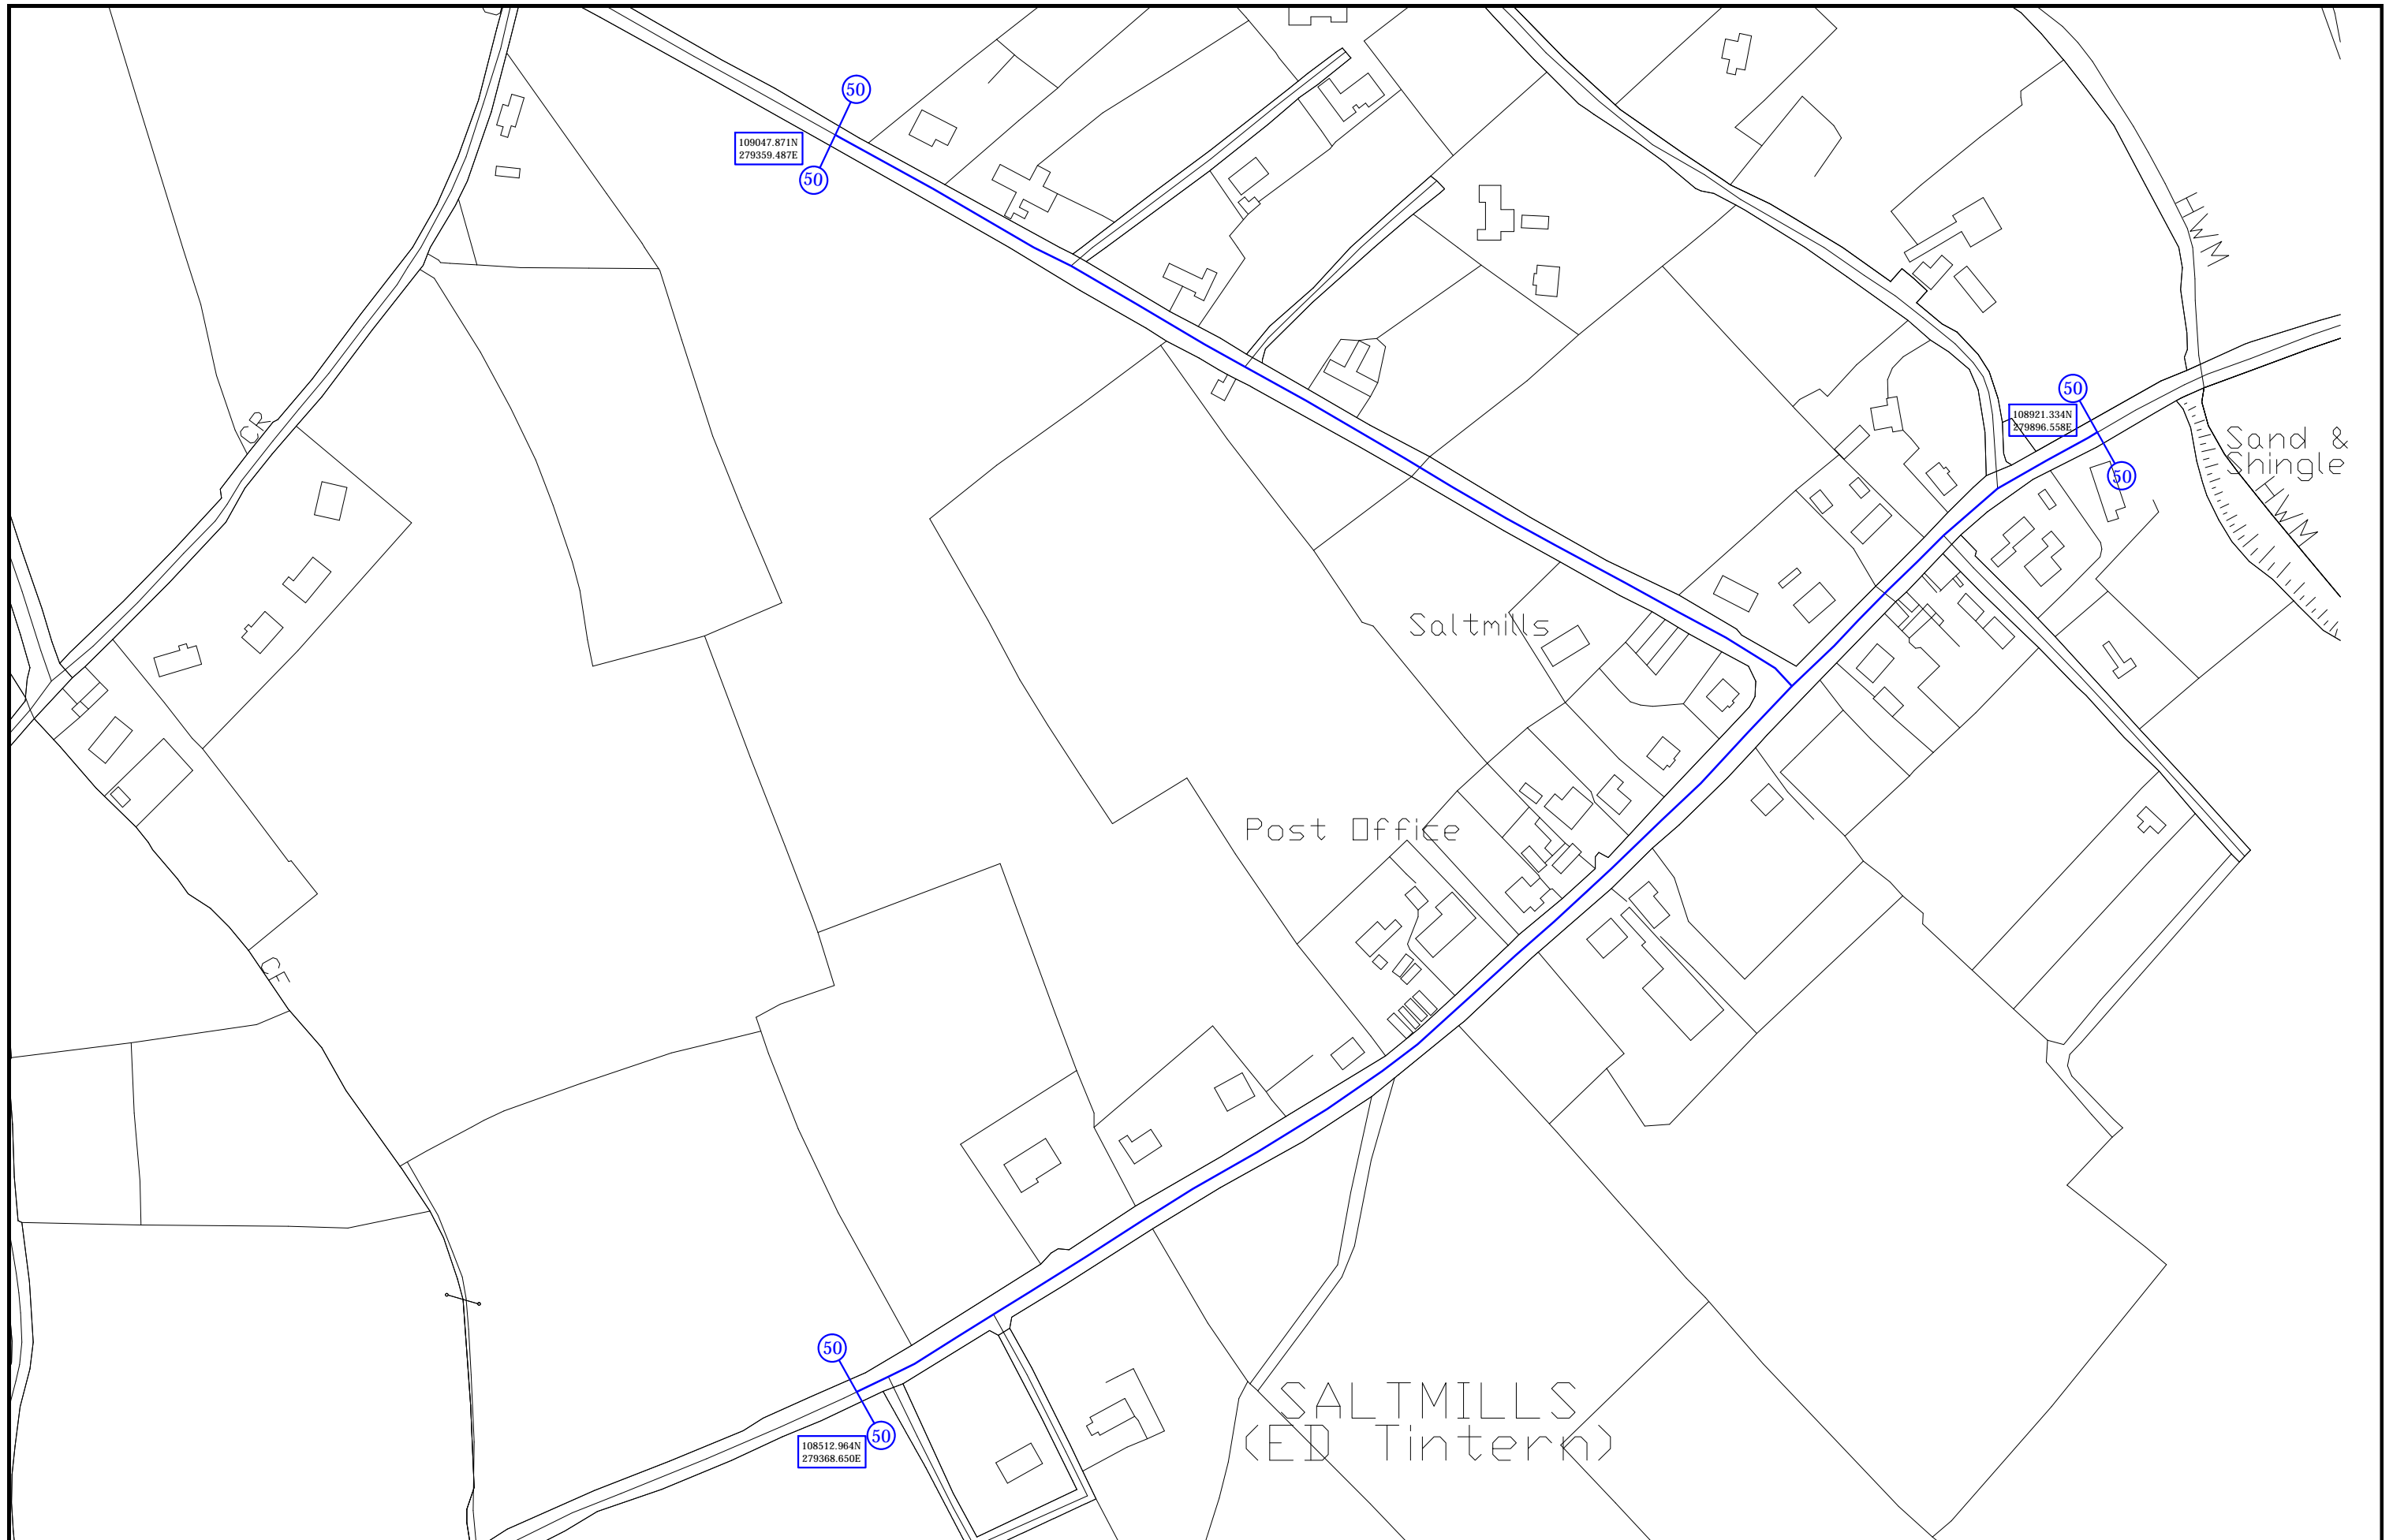 50
109047.871N
279359.487E
50
HWM
50
108921.334N
279896.558E
CR
Sand &
Shingle
50
HWM
Saltmills
Post Office
CF
50
SALTMILLS
(ED Tintern)
50
108512.964N
279368.650E